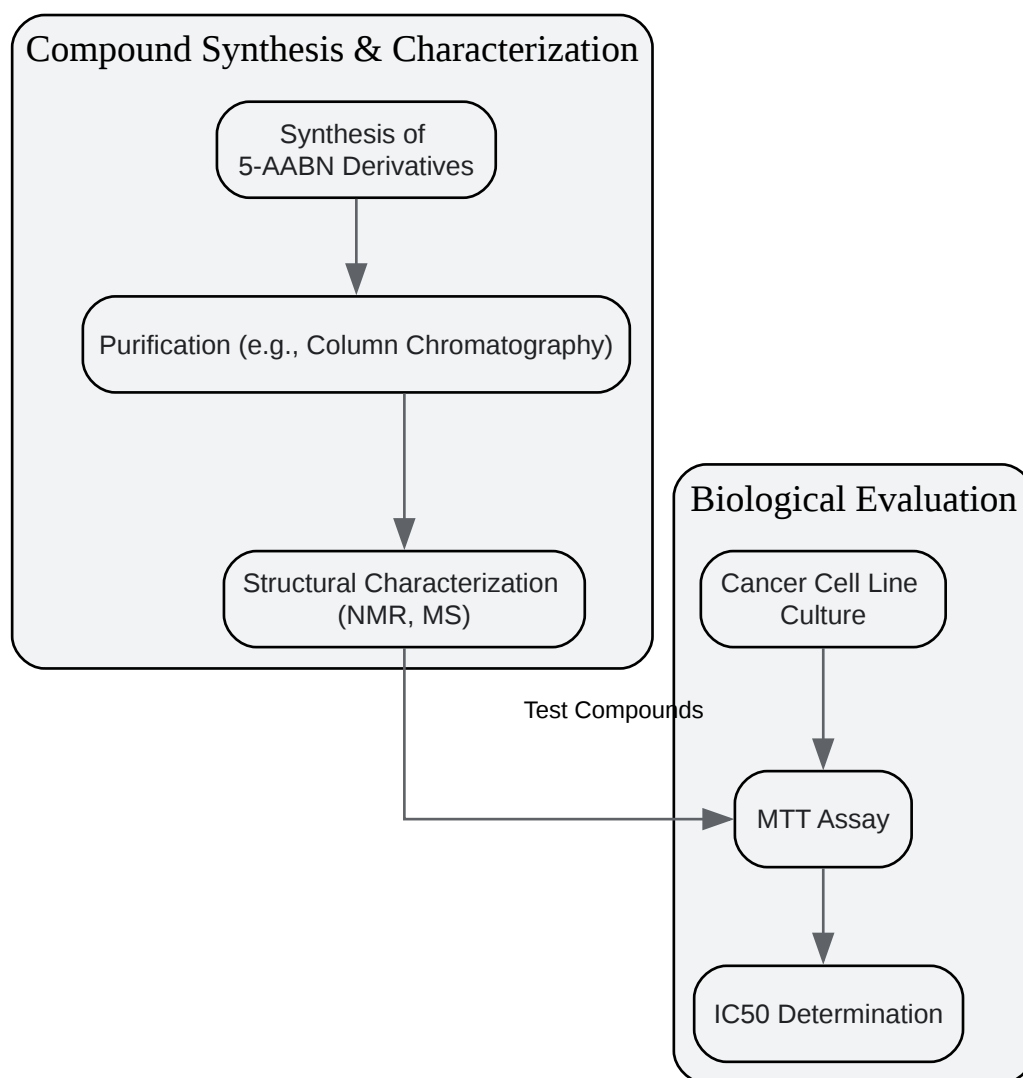 Compound Synthesis & Characterization
Synthesis of
5-AABN Derivatives
Purification (e.g., Column Chromatography)
Structural Characterization
(NMR, MS)
Test Compounds
Biological Evaluation
Cancer Cell Line
Culture
MTT Assay
IC50 Determination